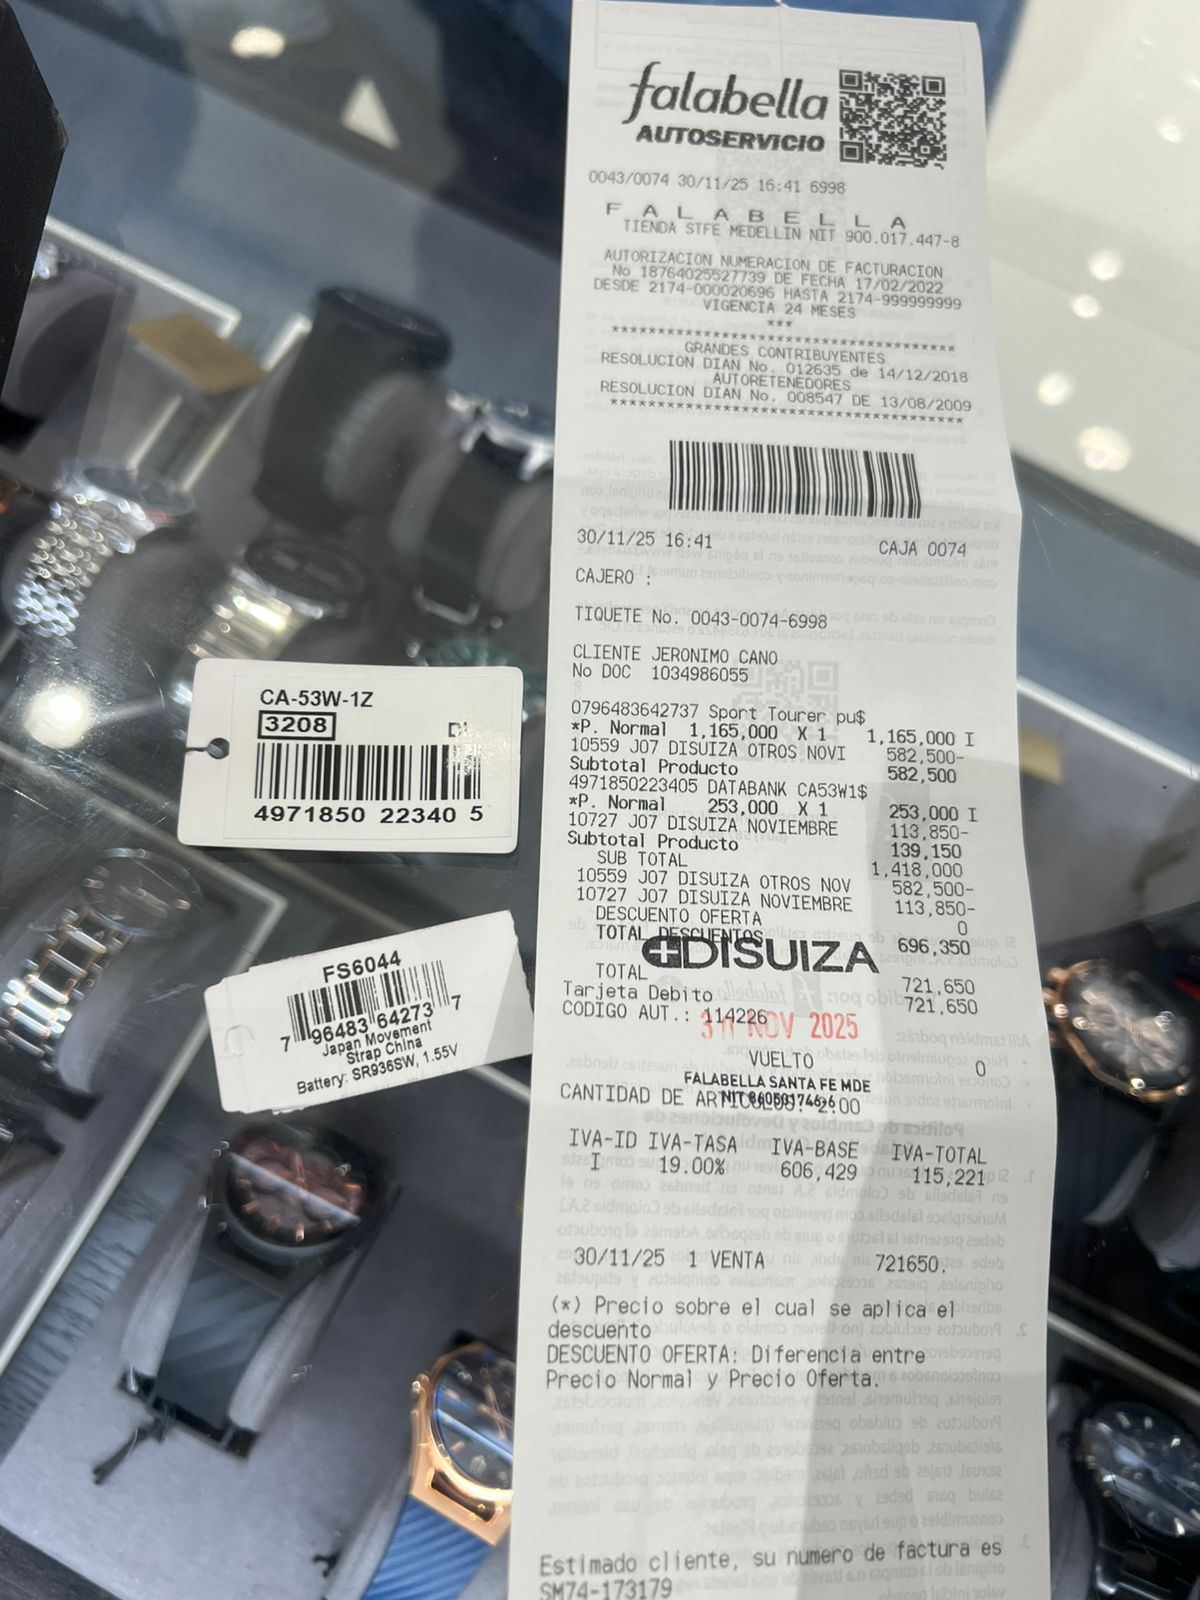 falabella
AUTOSERVICIO
0043/0074 30/11/25 16:41 6998
F A L A B E L L A
TIENDA STFE MEDELLIN NIT 900.017.447-8
AUTORIZACION NUMERACION DE FACTURACION
No 18764025527739 DE FECHA 17/02/2022
DESDE 2174-000020696 HASTA 2174-999999999
VIGENCIA 24 MESES
***
****************************************
GRANDES CONTRIBUYENTES
RESOLUCION DIAN No. 012635 de 14/12/2018
AUTORETENEDORES
RESOLUCION DIAN No. 008547 DE 13/08/2009
****************************************
30/11/25 16:41 CAJA 0074
CAJERO :
TIQUETE No. 0043-0074-6998
CLIENTE JERONIMO CANO
No DOC 1034986055
0796483642737 Sport Tourer pu$
*P. Normal 1,165,000 X 1 1,165,000 I
10559 J07 DISUIZA OTROS NOVI 582,500-
Subtotal Producto 582,500
4971850223405 DATABANK CA53W1$
*P. Normal 253,000 X 1 253,000 I
10727 J07 DISUIZA NOVIEMBRE 113,850-
Subtotal Producto 139,150
SUB TOTAL 1,418,000
10559 J07 DISUIZA OTROS NOV 582,500-
10727 J07 DISUIZA NOVIEMBRE 113,850-
DESCUENTO OFERTA 0
TOTAL DESCUENTOS 696,350
DISUIZA
TOTAL 721,650
Tarjeta Debito 721,650
CODIGO AUT.: 114226
NOV 2025
VUELTO 0
FALABELLA SANTA FE MDE
CANTIDAD DE ARTICULOS: 2.00
IVA-ID IVA-TASA IVA-BASE IVA-TOTAL
I 19.00% 606,429 115,221
30/11/25 1 VENTA 721650.
(*) Precio sobre el cual se aplica el
descuento
DESCUENTO OFERTA: Diferencia entre
Precio Normal y Precio Oferta.
Estimado cliente, su numero de factura es
SM74-173179
CA-53W-1Z
3208
4971850 22340 5
FS6044
7 96483 64273 7
Japan Movement
Strap China
Battery: SR936SW, 1.55V